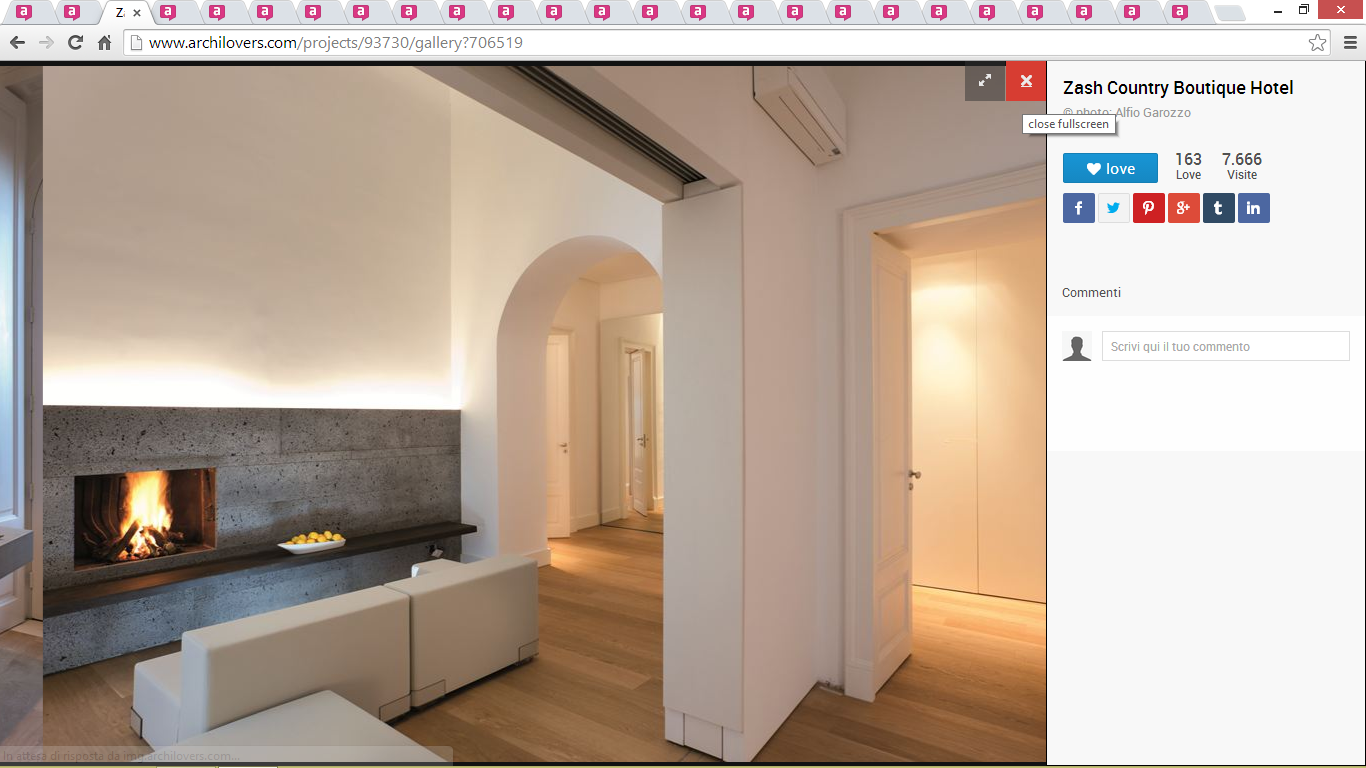 Za
www.archilovers.com/projects/93730/gallery?706519
Zash Country Boutique Hotel
© photo: Alfio Garozzo
close fullscreen
love
163
Love
7.666
Visite
Commenti
Scrivi qui il tuo commento
In attesa di risposta da img.archilovers.com...